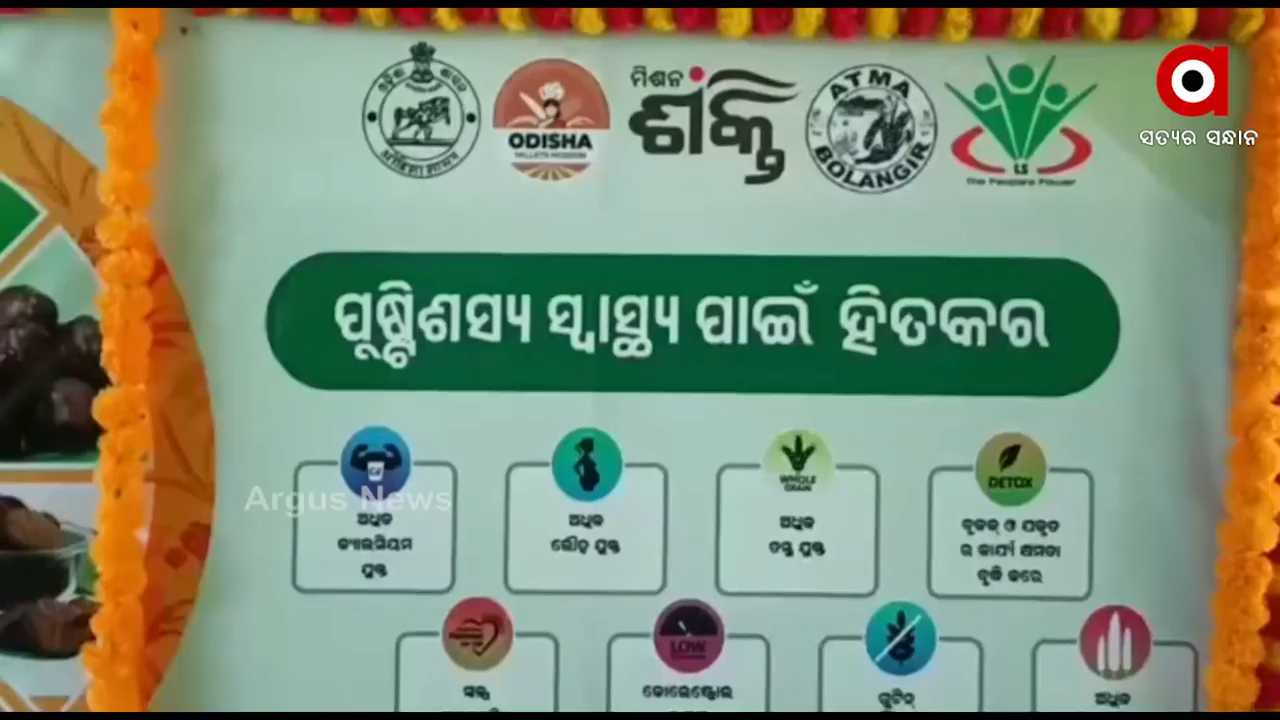 ସତ୍ୟର ସନ୍ଧାନ
ODISHA
MILLETS MISSION
ମିଶନ
ଶକ୍ତି
ATMA
BOLANGIR
LS
The Peoples Power
ପୁଷ୍ଟିଶସ୍ୟ ସ୍ୱାସ୍ଥ୍ୟ ପାଇଁ ହିତକର
Argus News
ଅଧିକ
କ୍ୟାଲସିୟମ
ପୁଷ୍ଟ
ଅଧିକ
ଲୌହ ପୁଷ୍ଟ
WHOLE
GRAIN
ଅଧିକ
ତନ୍ତୁ ପୁଷ୍ଟ
DETOX
ବୃକକ୍ ଓ ଯକୃତ
ର କାର୍ଯ୍ୟ କ୍ଷମତା
ବୃଦ୍ଧି କରେ
LOW
କୋଲେଷ୍ଟ୍ରୋଲ
ଗ୍ଲୁଟିନ୍
ଅଧିକ